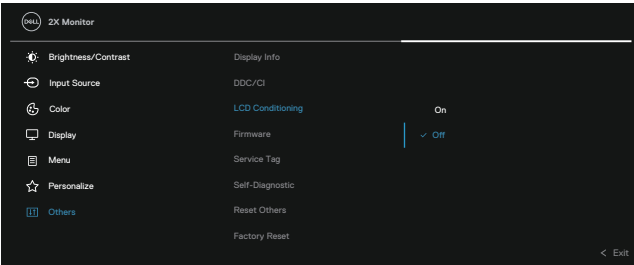 DELL 2X Monitor
Brightness/Contrast
Input Source
Color
Display
Menu
Personalize
Others
Display Info
DDC/CI
LCD Conditioning
Firmware
Service Tag
Self-Diagnostic
Reset Others
Factory Reset
On
✓ Off
< Exit